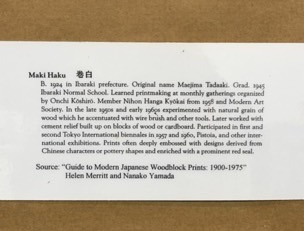 Maki Haku 巻白
B. 1924 in Ibaraki prefecture. Original name Maejima Tadaaki. Grad. 1945
Ibaraki Normal School. Learned printmaking at monthly gatherings organized
by Onchi Kōshirō. Member Nihon Hanga Kyōkai from 1958 and Modern Art
Society. In the late 1950s and early 1960s experimented with natural grain of
wood which he accentuated with wire brush and other tools. Later worked with
cement relief built up on blocks of wood or cardboard. Participated in first and
second Tokyo International biennales in 1957 and 1960, Pistoia, and other inter-
national exhibitions. Prints often deeply embossed with designs derived from
Chinese characters or pottery shapes and enriched with a prominent red seal.
Source: "Guide to Modern Japanese Woodblock Prints: 1900-1975"
Helen Merritt and Nanako Yamada